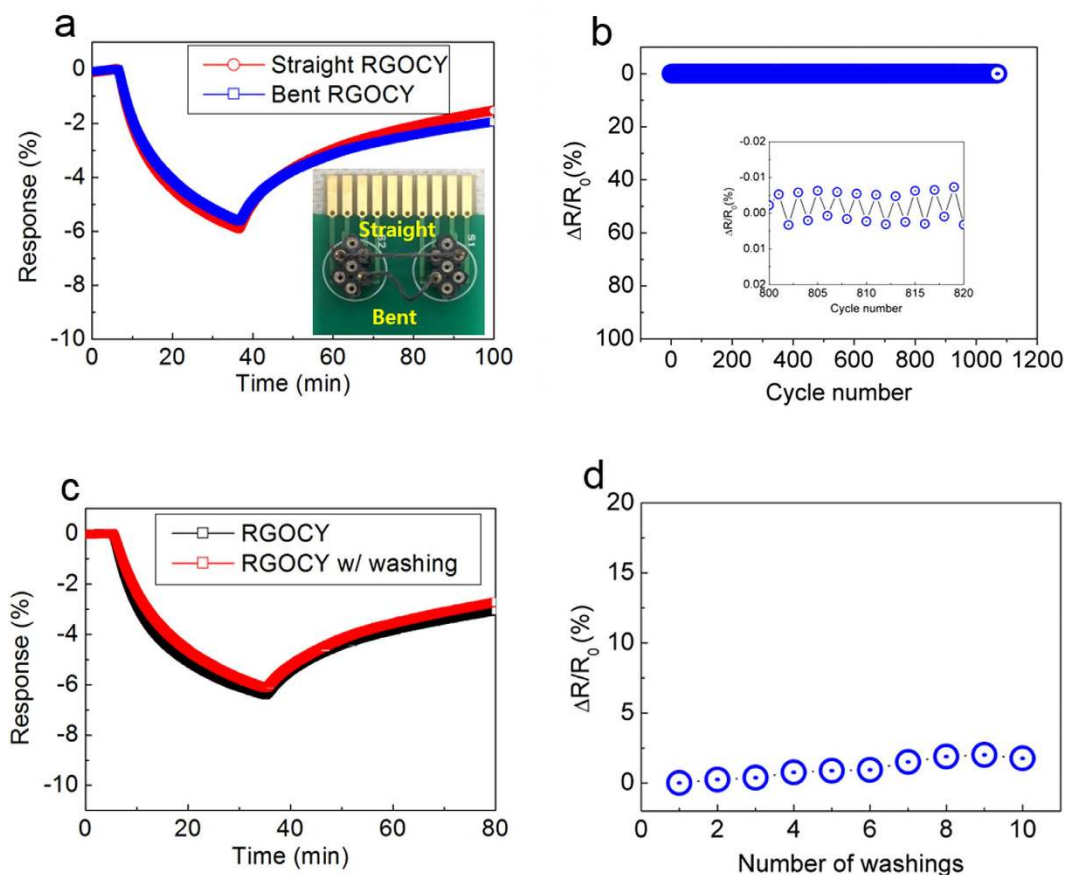 a
Straight RGOCY
Bent RGOCY
0
-2
-4
-6
-8
-10
Response (%)
S2
S1
Straight
Bent
0 20 40 60 80 100
Time (min)
b
0
20
40
60
80
100
ΔR/R₀(%)
-0.02
-0.01
0.00
0.01
0.02
ΔR/R₀(%)
800 805 810 815 820
Cycle number
0 200 400 600 800 1000 1200
Cycle number
c
RGOCY
RGOCY w/ washing
0
-2
-4
-6
-8
-10
Response (%)
0 20 40 60 80
Time (min)
d
20
15
10
5
0
ΔR/R₀ (%)
0 2 4 6 8 10
Number of washings